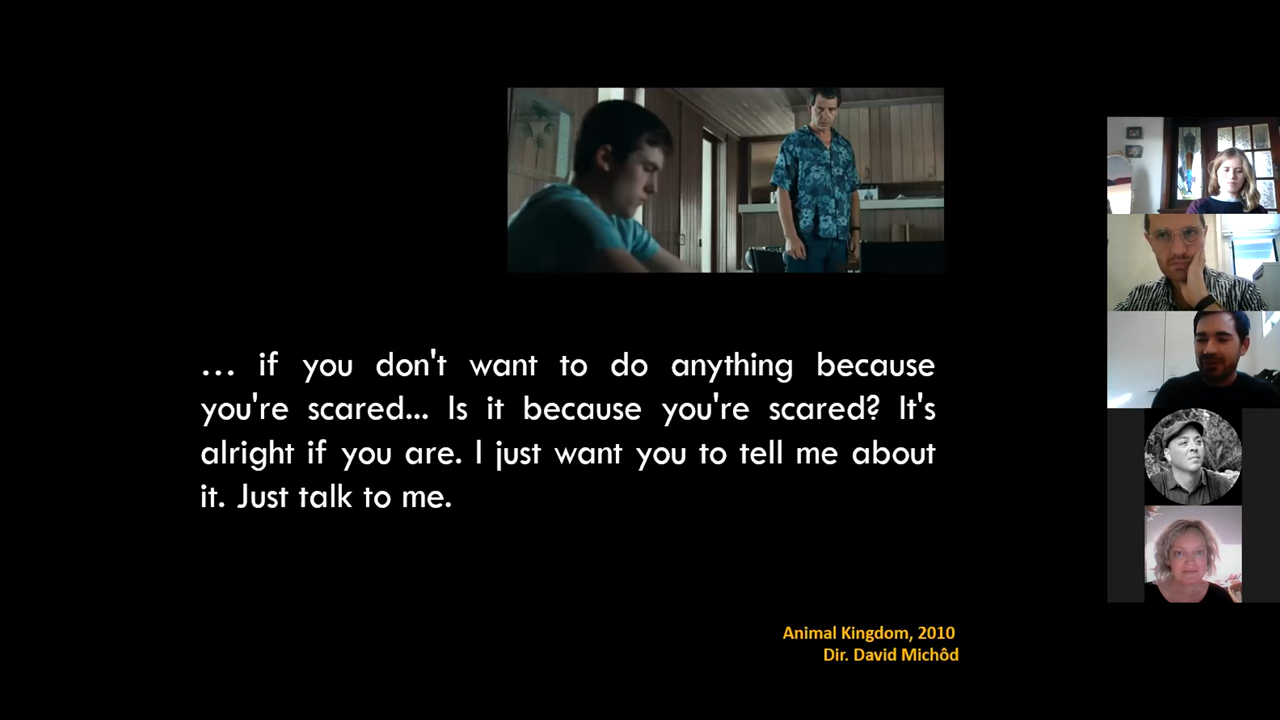 … if you don't want to do anything because
you're scared... Is it because you're scared? It's
alright if you are. I just want you to tell me about
it. Just talk to me.
Animal Kingdom, 2010
Dir. David Michôd